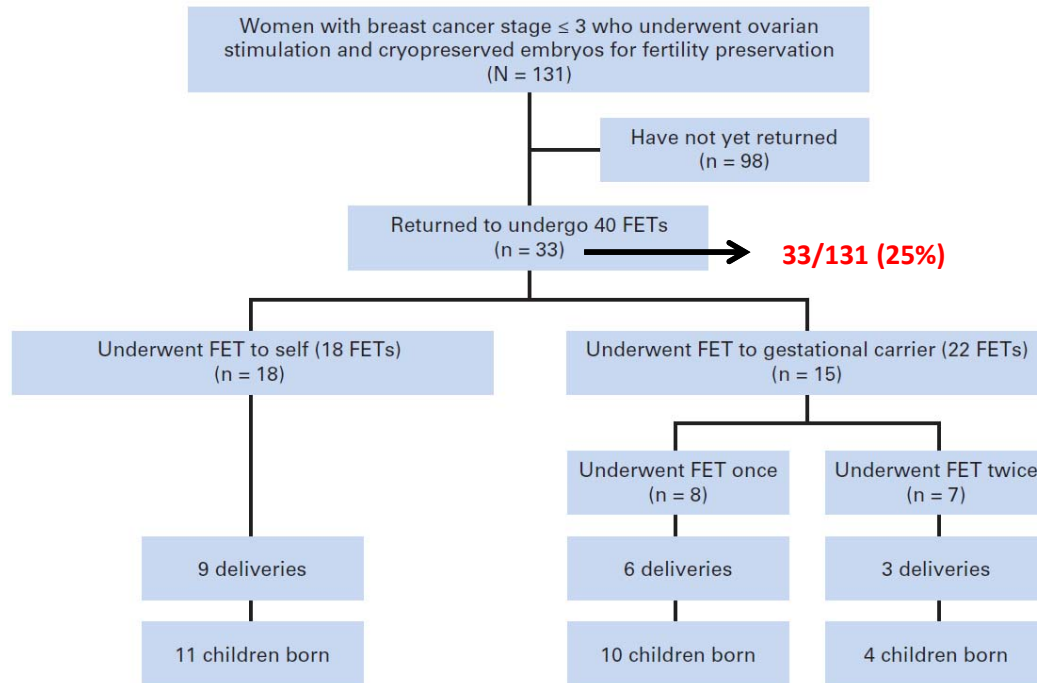 Women with breast cancer stage ≤ 3 who underwent ovarian
stimulation and cryopreserved embryos for fertility preservation
(N = 131)
Have not yet returned
(n = 98)
Returned to undergo 40 FETs
(n = 33)
33/131 (25%)
Underwent FET to self (18 FETs)
(n = 18)
Underwent FET to gestational carrier (22 FETs)
(n = 15)
Underwent FET once
(n = 8)
Underwent FET twice
(n = 7)
9 deliveries
6 deliveries
3 deliveries
11 children born
10 children born
4 children born